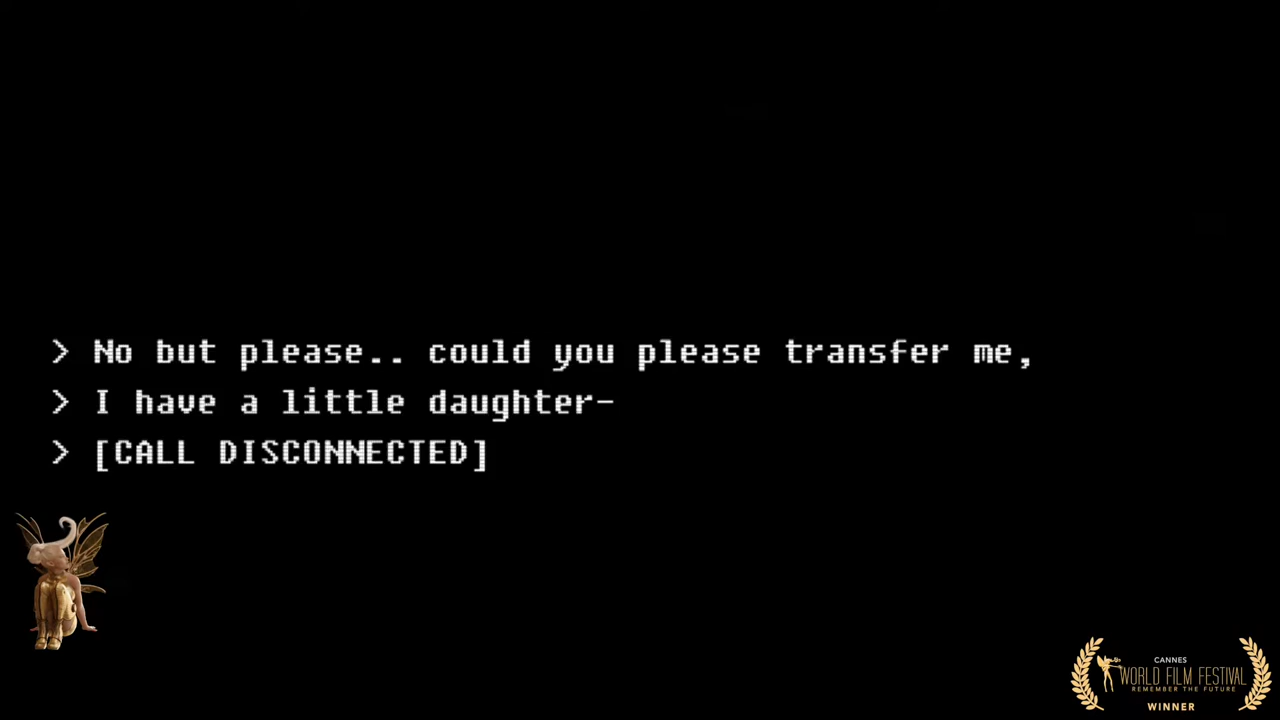 > No but please.. could you please transfer me,
> I have a little daughter-
> [CALL DISCONNECTED]
CANNES
WORLD FILM FESTIVAL
REMEMBER THE FUTURE
WINNER